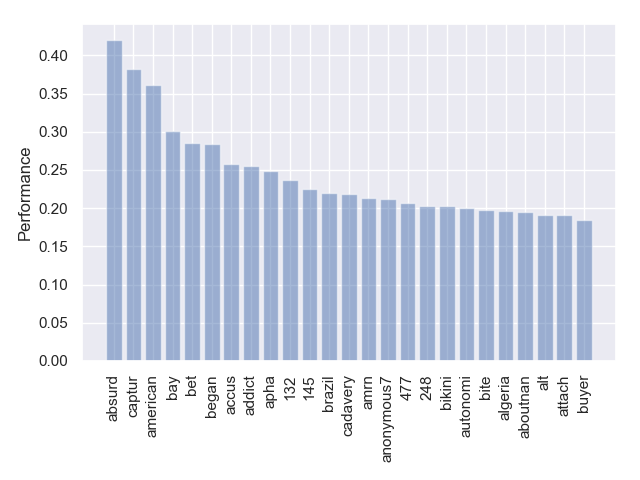 Performance
0.40
0.35
0.30
0.25
0.20
0.15
0.10
0.05
0.00
absurd
captur
american
bay
bet
began
accus
addict
apha
132
145
brazil
cadavery
amrn
anonymous7
477
248
bikini
autonomi
bite
algeria
aboutnan
alt
attach
buyer